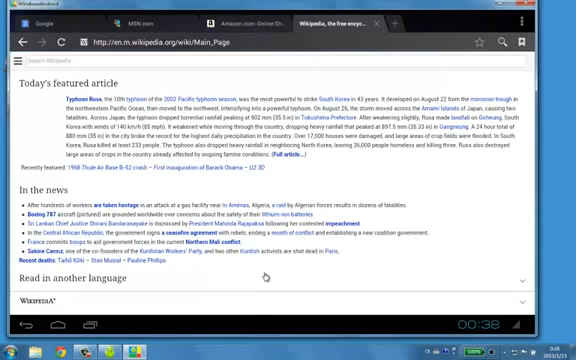 WindowsAndroid
Google
MSN.com
Amazon.com: Online Sh...
Wikipedia, the free encyc...
http://en.m.wikipedia.org/wiki/Main_Page
Search Wikipedia
Today's featured article
Typhoon Rusa, the 10th typhoon of the 2002 Pacific typhoon season, was the most powerful to strike South Korea in 43 years. It developed on August 22 from the monsoon trough in
the northwestern Pacific Ocean, then moved to the northwest, intensifying into a powerful typhoon. On August 26, the storm moved across the Amami Islands of Japan, causing two
fatalities. Across Japan, the typhoon dropped torrential rainfall peaking at 902 mm (35.5 in) in Tokushima Prefecture. After weakening slightly, Rusa made landfall on Goheung, South
Korea with winds of 140 km/h (85 mph). It weakened while moving through the country, dropping heavy rainfall that peaked at 897.5 mm (35.33 in) in Gangneung. A 24 hour total of
880 mm (35 in) in the city broke the record for the highest daily precipitation in the country. Over 17,000 houses were damaged, and large areas of crop fields were flooded. In South
Korea, Rusa killed at least 233 people. The typhoon also dropped heavy rainfall in neighboring North Korea, leaving 26,000 people homeless and killing three. Rusa also destroyed
large areas of crops in the country already affected by ongoing famine conditions. (Full article...)
Recently featured: 1968 Thule Air Base B-52 crash – First inauguration of Barack Obama – U2 3D
In the news
After hundreds of workers are taken hostage in an attack at a gas facility near In Amenas, Algeria, a raid by Algerian forces results in dozens of fatalities.
Boeing 787 aircraft (pictured) are grounded worldwide over concerns about the safety of their lithium-ion batteries.
Sri Lankan Chief Justice Shirani Bandaranayake is dismissed by President Mahinda Rajapaksa following her contested impeachment.
In the Central African Republic, the government signs a ceasefire agreement with rebels, ending a month of conflict and establishing a new coalition government.
France commits troops to aid government forces in the current Northern Mali conflict.
Sakine Cansız, one of the co-founders of the Kurdistan Workers' Party, and two other Kurdish activists are shot dead in Paris.
Recent deaths: Taihō Kōki – Stan Musial – Pauline Phillips
Read in another language
WIKIPEDIA®
00:38
100%
0:38
2013/1/23